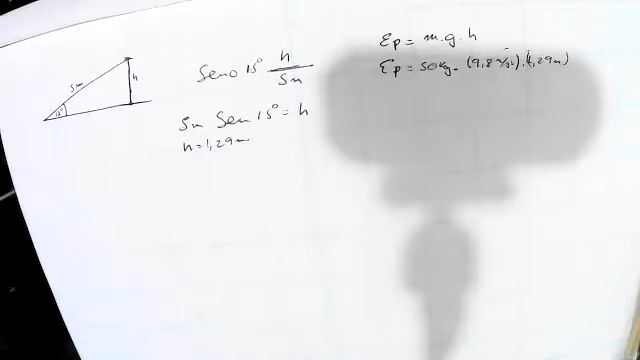 5m
h
15°
Seno 15° h
5m
5m Sen 15° = h
h = 1,29m
Ep = m.g.h
Ep = 50Kg. (9,8 m/s²).(1,29m)